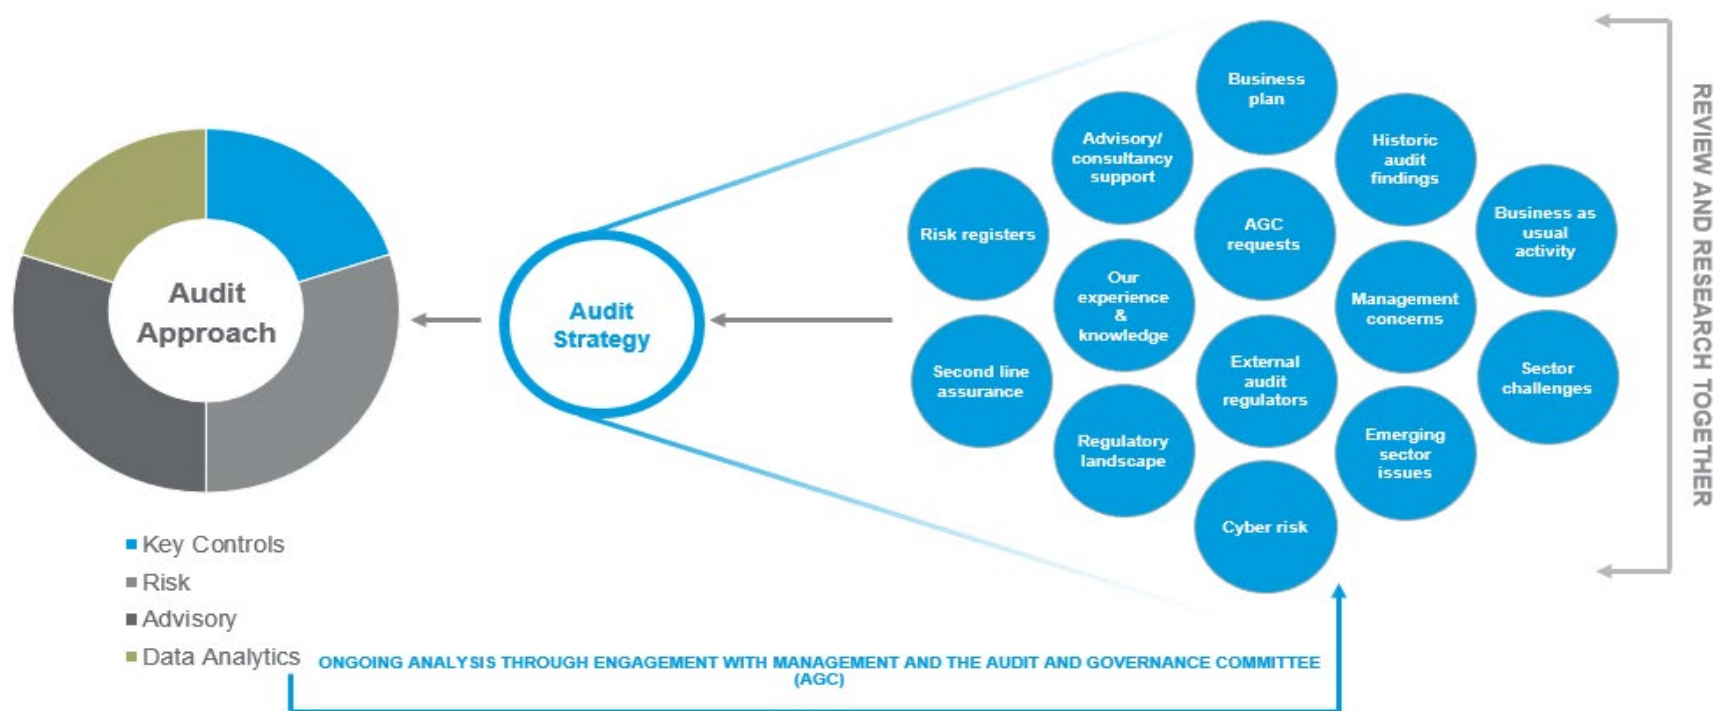 Audit
Approach
Key Controls
Risk
Advisory
Data Analytics
Audit
Strategy
Business
plan
Advisory/
consultancy
support
Historic
audit
findings
Risk registers
AGC
requests
Business as
usual
activity
Our
experience
&
knowledge
Management
concerns
Second line
assurance
External
audit
regulators
Sector
challenges
Regulatory
landscape
Emerging
sector
issues
Cyber risk
REVIEW AND RESEARCH TOGETHER
ONGOING ANALYSIS THROUGH ENGAGEMENT WITH MANAGEMENT AND THE AUDIT AND GOVERNANCE COMMITTEE
(AGC)